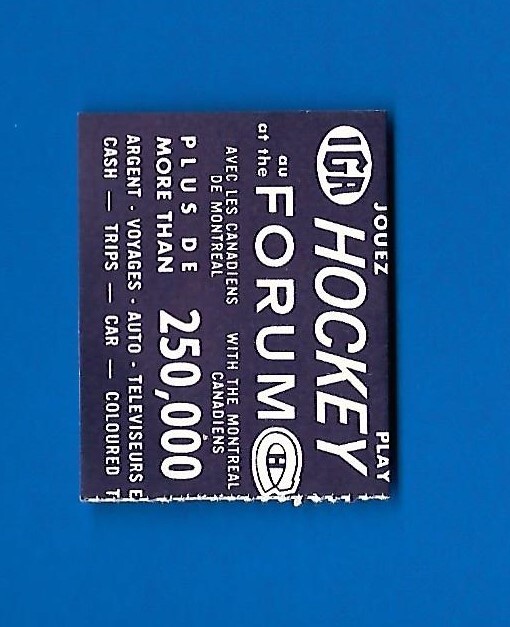 JOUEZ PLAY
IGA HOCKEY
au at the FORUM CH
AVEC LES CANADIENS DE MONTREAL
WITH THE MONTREAL CANADIENS
PLUS DE
MORE THAN 250,000
ARGENT - VOYAGES - AUTO - TELEVISEURS E
CASH — TRIPS — CAR — COLOURED T